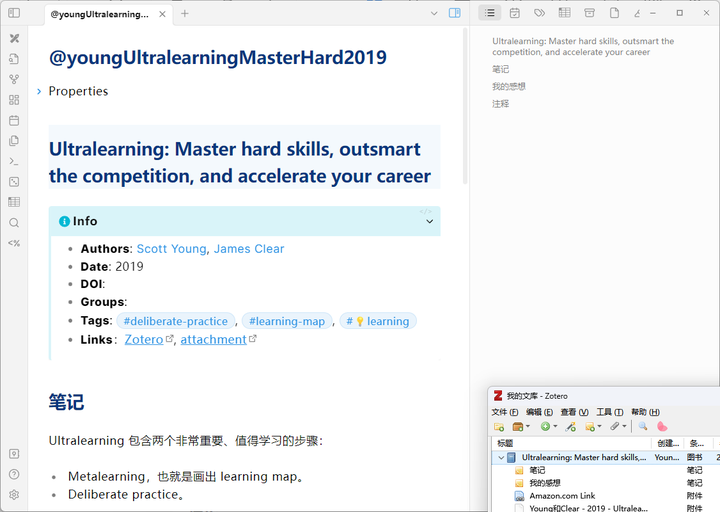 @youngUltralearning...
@youngUltralearningMasterHard2019
Properties
Ultralearning: Master hard skills, outsmart
the competition, and accelerate your career
Info
Authors: Scott Young, James Clear
Date: 2019
DOI:
Groups:
Tags: #deliberate-practice, #learning-map, #💡learning
Links: Zotero, attachment
笔记
Ultralearning 包含两个非常重要、值得学习的步骤：
Metalearning，也就是画出 learning map。
Deliberate practice。
Ultralearning: Master hard skills, outsmart the
competition, and accelerate your career
笔记
我的感想
注释
我的文库 - Zotero
文件 (F) 编辑 (E) 查看 (V) 工具 (T) 帮助 (H)
标题 创建... 条...
Ultralearning: Master hard skills,... Youn... 图书 2
笔记 笔记
我的感想 笔记
Amazon.com Link 附件
Young和Clear - 2019 - Ultralea... 附件